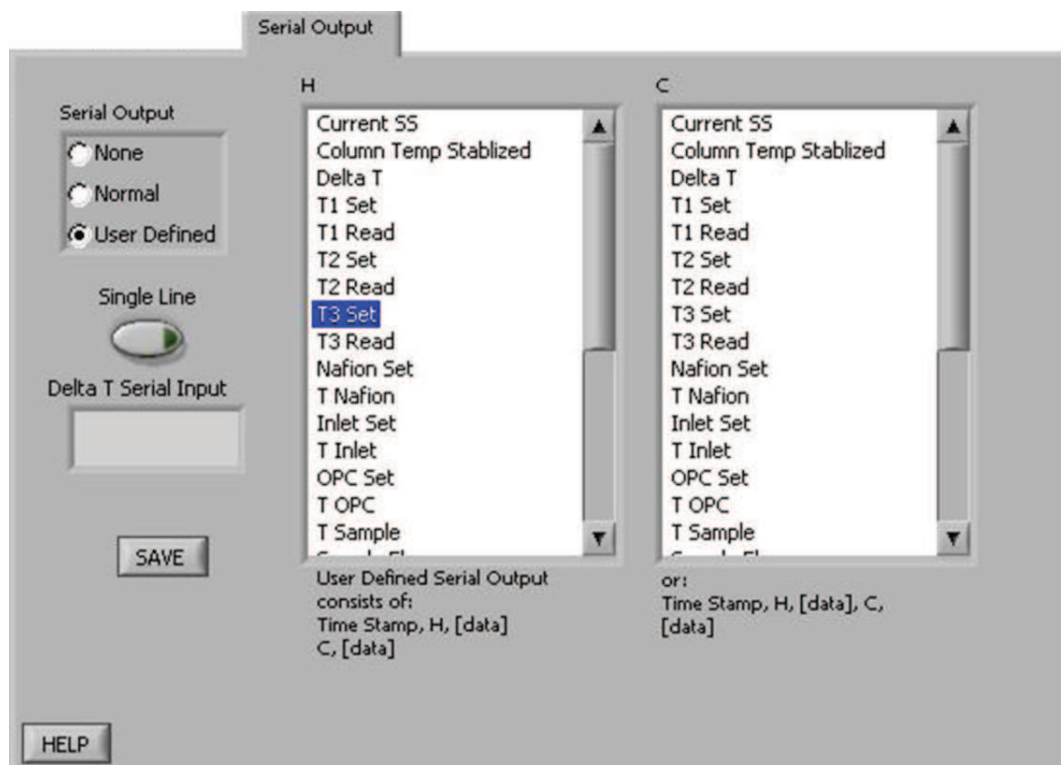 Serial Output
Serial Output
None
Normal
User Defined
Single Line
Delta T Serial Input
SAVE
H
Current SS
Column Temp Stablized
Delta T
T1 Set
T1 Read
T2 Set
T2 Read
T3 Set
T3 Read
Nafion Set
T Nafion
Inlet Set
T Inlet
OPC Set
T OPC
T Sample
User Defined Serial Output
consists of:
Time Stamp, H, [data]
C, [data]
C
Current SS
Column Temp Stablized
Delta T
T1 Set
T1 Read
T2 Set
T2 Read
T3 Set
T3 Read
Nafion Set
T Nafion
Inlet Set
T Inlet
OPC Set
T OPC
T Sample
or:
Time Stamp, H, [data], C,
[data]
HELP